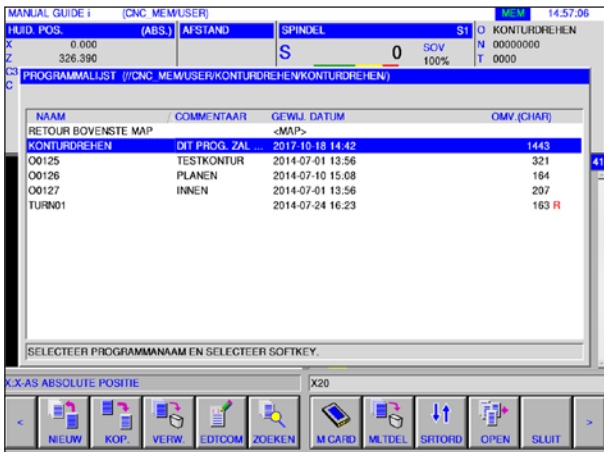 MANUAL GUIDE i (CNC_MEM/USER) MEM 14:57:06
HUID. POS. (ABS.) AFSTAND SPINDEL S1 O KONTURDREHEN
X 0.000 S 0 SOV 100% N 00000000
Z 326.390 T 0000
C3
C
PROGRAMMALIJST (//CNC_MEM/USER/KONTURDREHEN/KONTURDREHEN/)
NAAM / COMMENTAAR GEWIJ. DATUM OMV.(CHAR)
RETOUR BOVENSTE MAP <MAP>
KONTURDREHEN DIT PROG. ZAL ... 2017-10-18 14:42 1443
41
O0125 TESTKONTUR 2014-07-01 13:56 321
O0126 PLANEN 2014-07-10 15:08 164
O0127 INNEN 2014-07-01 13:56 207
TURN01 2014-07-24 16:23 163 R
SELECTEER PROGRAMMANAAM EN SELECTEER SOFTKEY.
X:X-AS ABSOLUTE POSITIE X20
< NIEUW KOP. VERW. EDTCOM ZOEKEN M CARD MLTDEL SRTORD OPEN SLUIT >